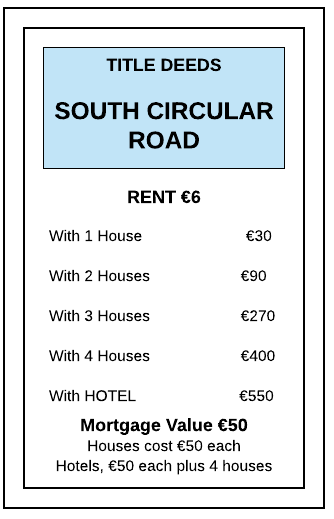 TITLE DEEDS
SOUTH CIRCULAR
ROAD
RENT €6
With 1 House €30
With 2 Houses €90
With 3 Houses €270
With 4 Houses €400
With HOTEL €550
Mortgage Value €50
Houses cost €50 each
Hotels, €50 each plus 4 houses